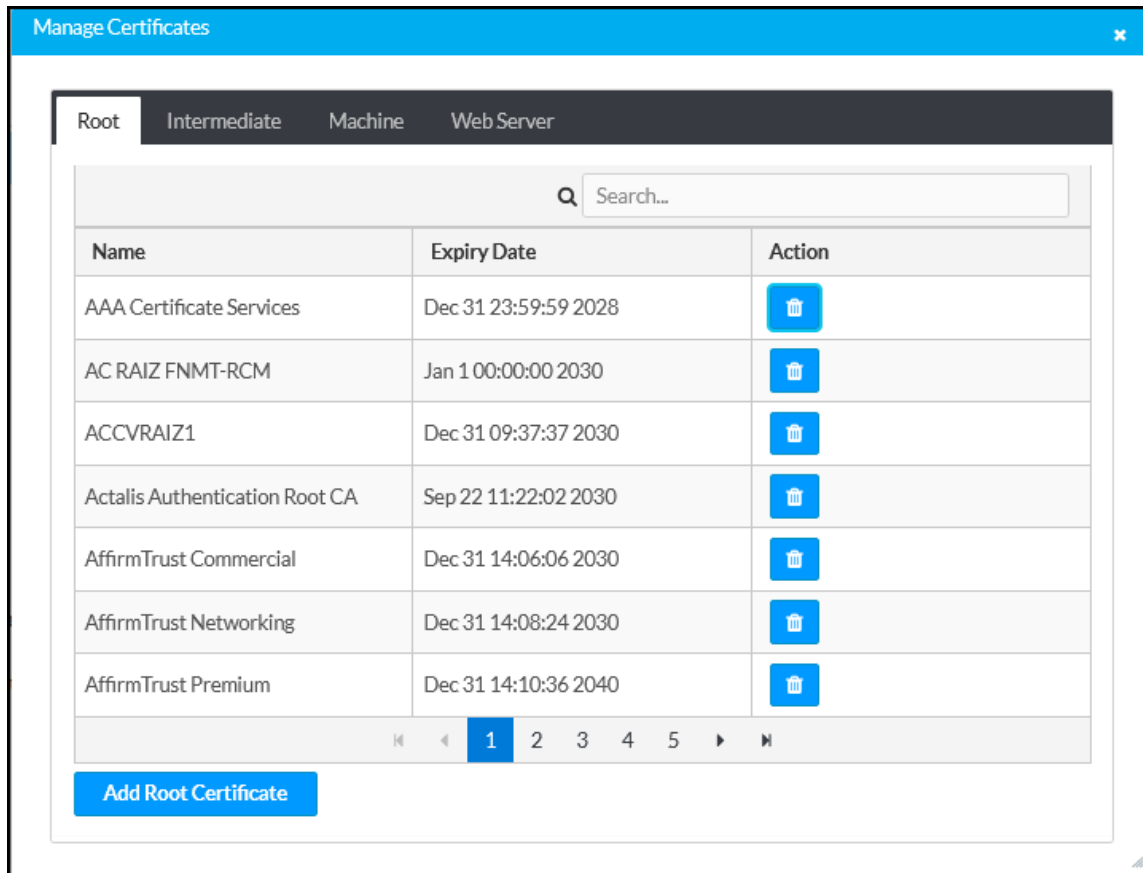 Manage Certificates
Root Intermediate Machine Web Server
Search...
Name Expiry Date Action
AAA Certificate Services Dec 31 23:59:59 2028
AC RAIZ FNMT-RCM Jan 1 00:00:00 2030
ACCVRAIZ1 Dec 31 09:37:37 2030
Actalis Authentication Root CA Sep 22 11:22:02 2030
AffirmTrust Commercial Dec 31 14:06:06 2030
AffirmTrust Networking Dec 31 14:08:24 2030
AffirmTrust Premium Dec 31 14:10:36 2040
1 2 3 4 5
Add Root Certificate